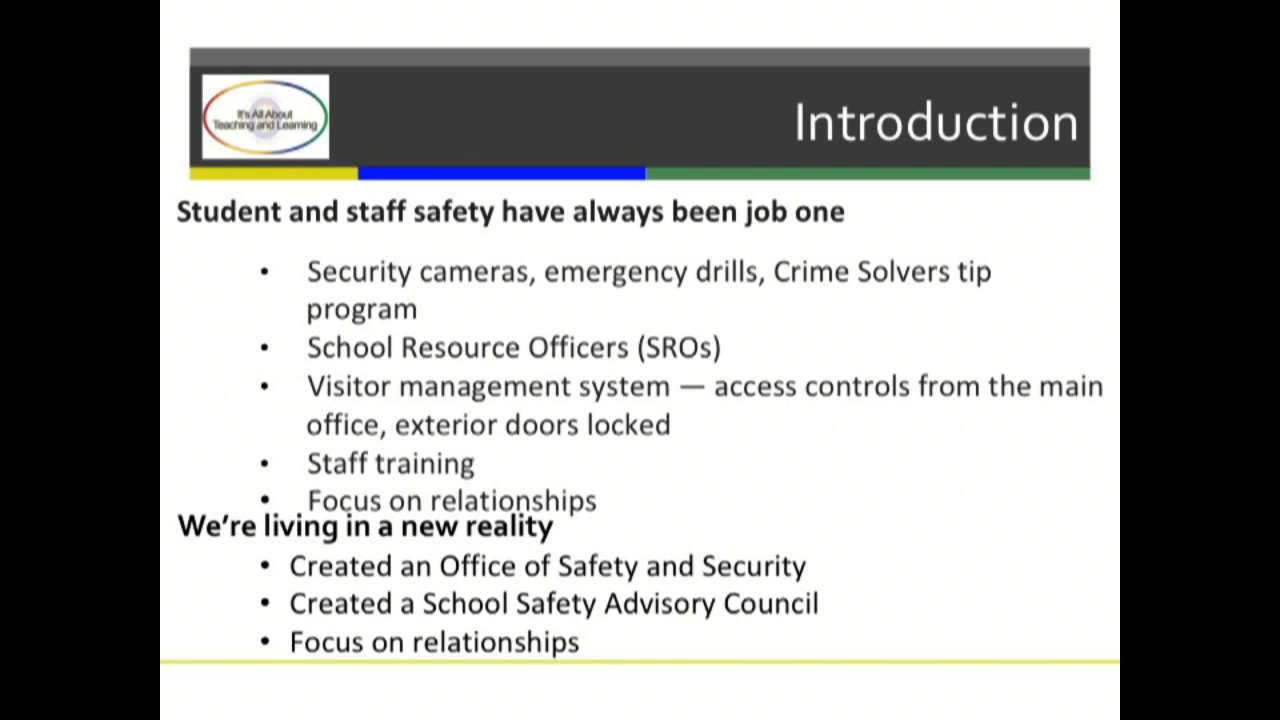 It's All About
Teaching and Learning
Introduction
Student and staff safety have always been job one
• Security cameras, emergency drills, Crime Solvers tip
program
• School Resource Officers (SROs)
• Visitor management system — access controls from the main
office, exterior doors locked
• Staff training
• Focus on relationships
We're living in a new reality
• Created an Office of Safety and Security
• Created a School Safety Advisory Council
• Focus on relationships